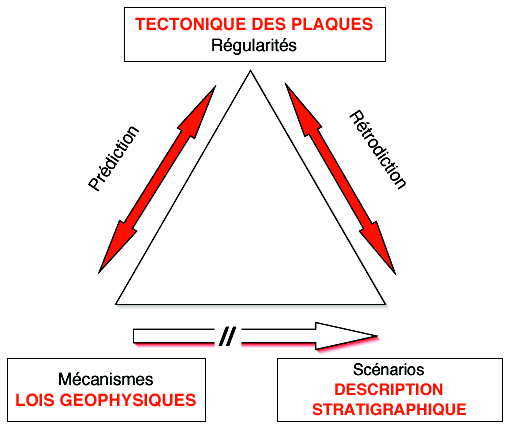 TECTONIQUE DES PLAQUES
Régularités
Prédiction
Rétrodiction
Mécanismes
LOIS GEOPHYSIQUES
Scénarios
DESCRIPTION
STRATIGRAPHIQUE